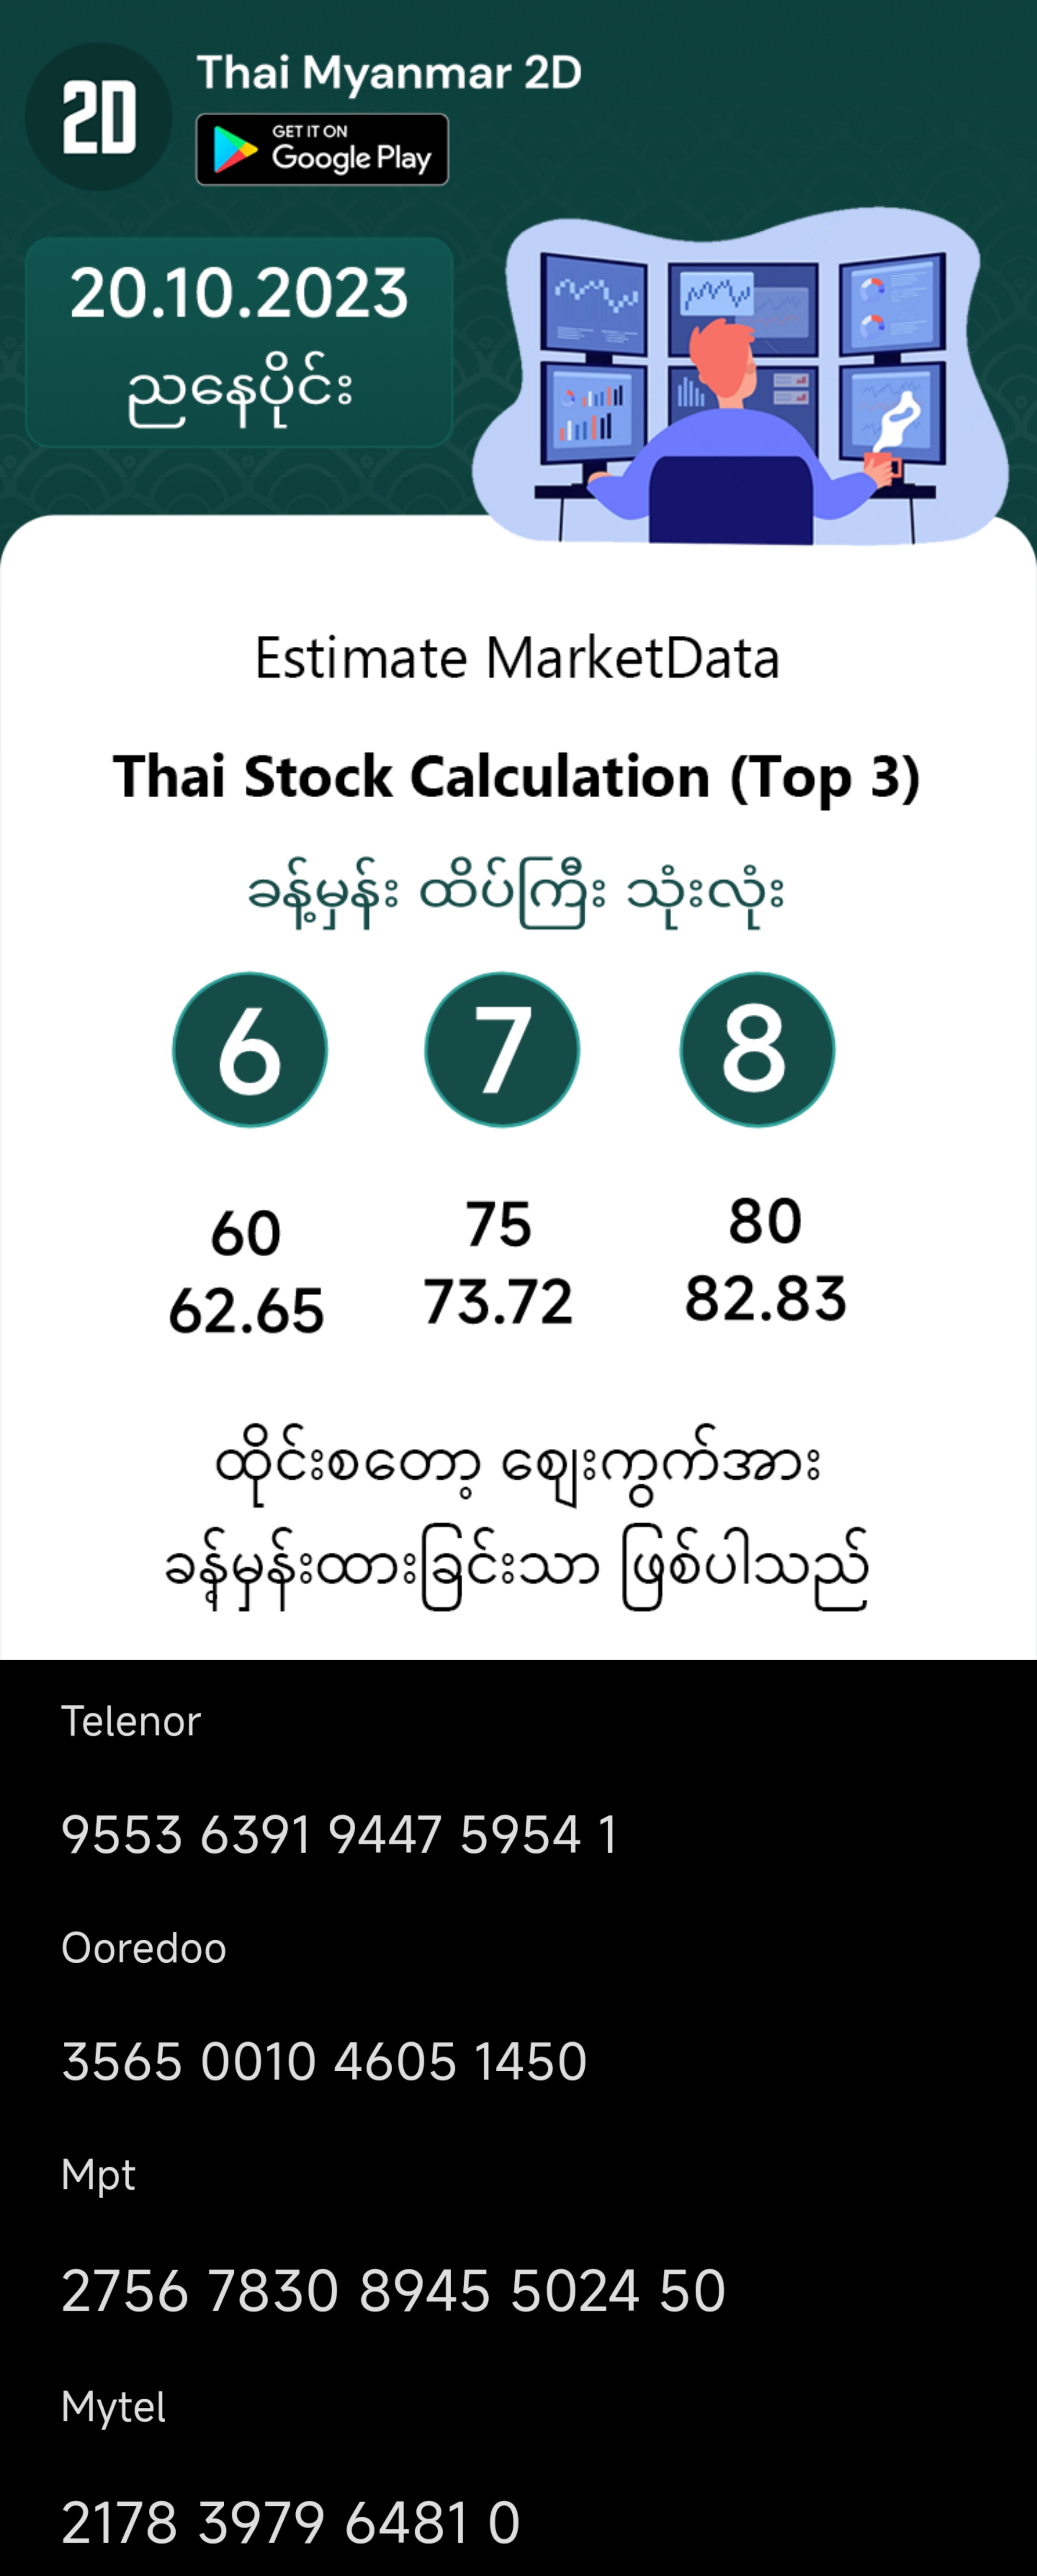 2D
Thai Myanmar 2D
GET IT ON
Google Play
20.10.2023
ညနေပိုင်း
Estimate MarketData
Thai Stock Calculation (Top 3)
ခန့်မှန်း ထိပ်ကြီး သုံးလုံး
6 7 8
60 75 80
62.65 73.72 82.83
ထိုင်းစတော့ ဈေးကွက်အား
ခန့်မှန်းထားခြင်းသာ ဖြစ်ပါသည်
Telenor
9553 6391 9447 5954 1
Ooredoo
3565 0010 4605 1450
Mpt
2756 7830 8945 5024 50
Mytel
2178 3979 6481 0